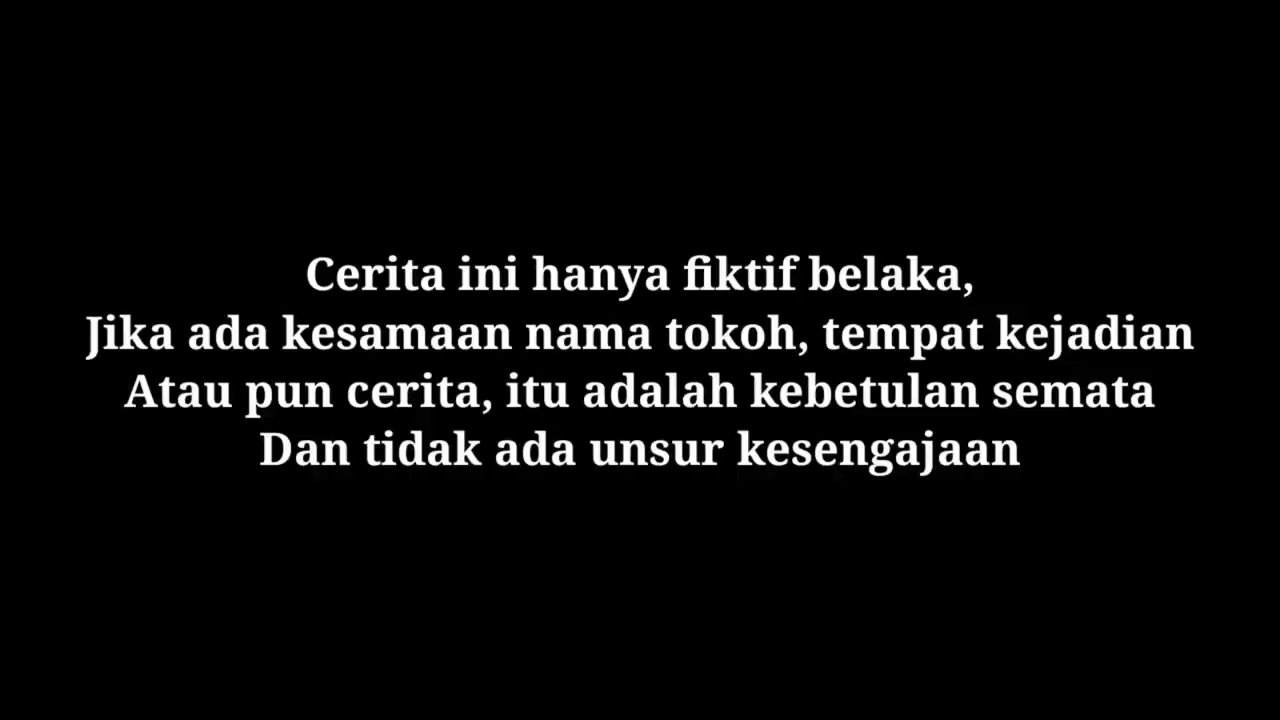 Cerita ini hanya fiktif belaka,
Jika ada kesamaan nama tokoh, tempat kejadian
Atau pun cerita, itu adalah kebetulan semata
Dan tidak ada unsur kesengajaan